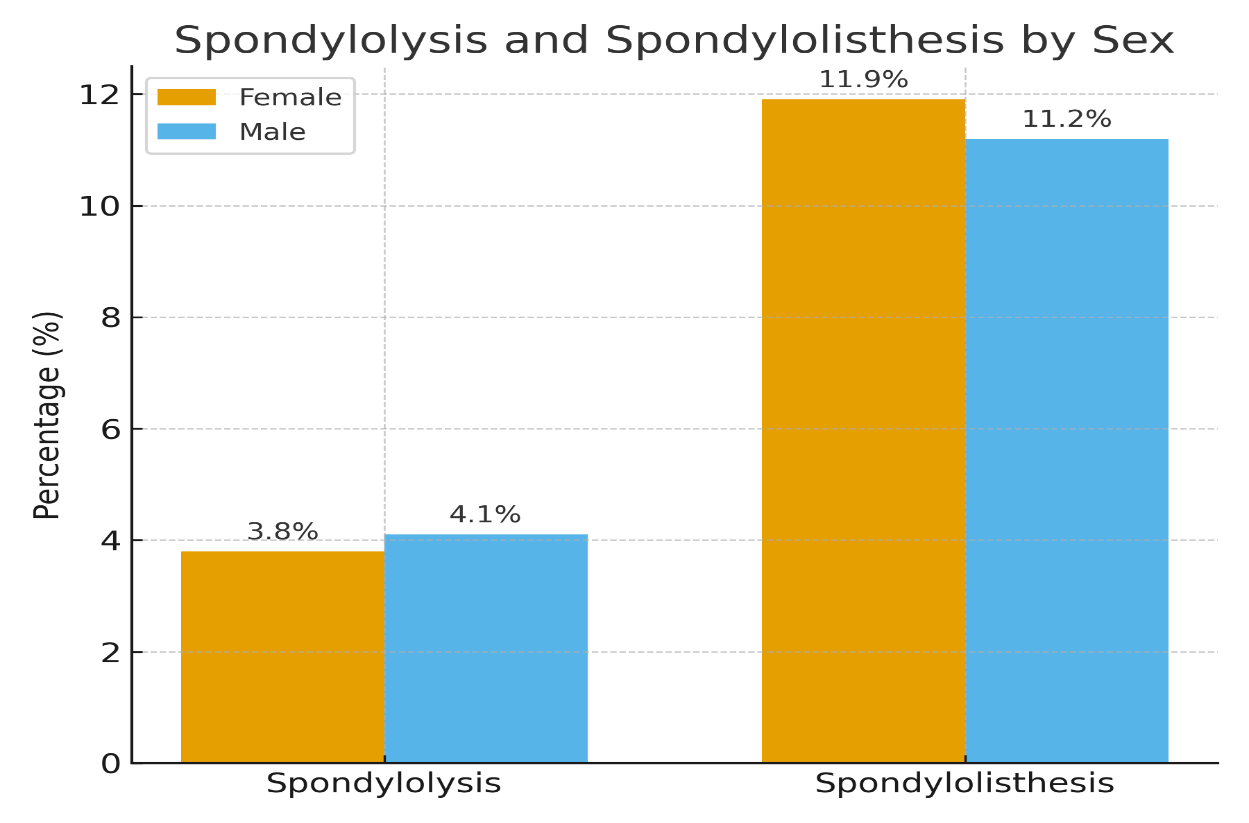 Spondylolysis and Spondylolisthesis by Sex
Female
Male
Percentage (%)
12
10
8
6
4
2
0
3.8%
4.1%
11.9%
11.2%
Spondylolysis
Spondylolisthesis